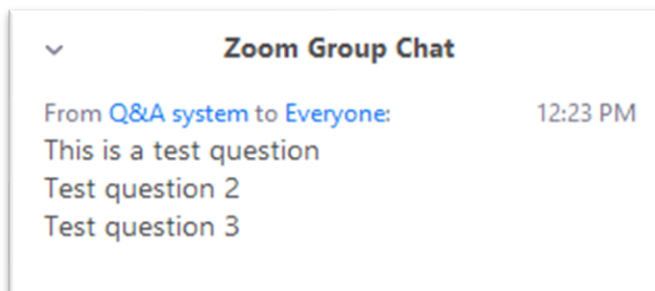 Zoom Group Chat
From Q&A system to Everyone: 12:23 PM
This is a test question
Test question 2
Test question 3